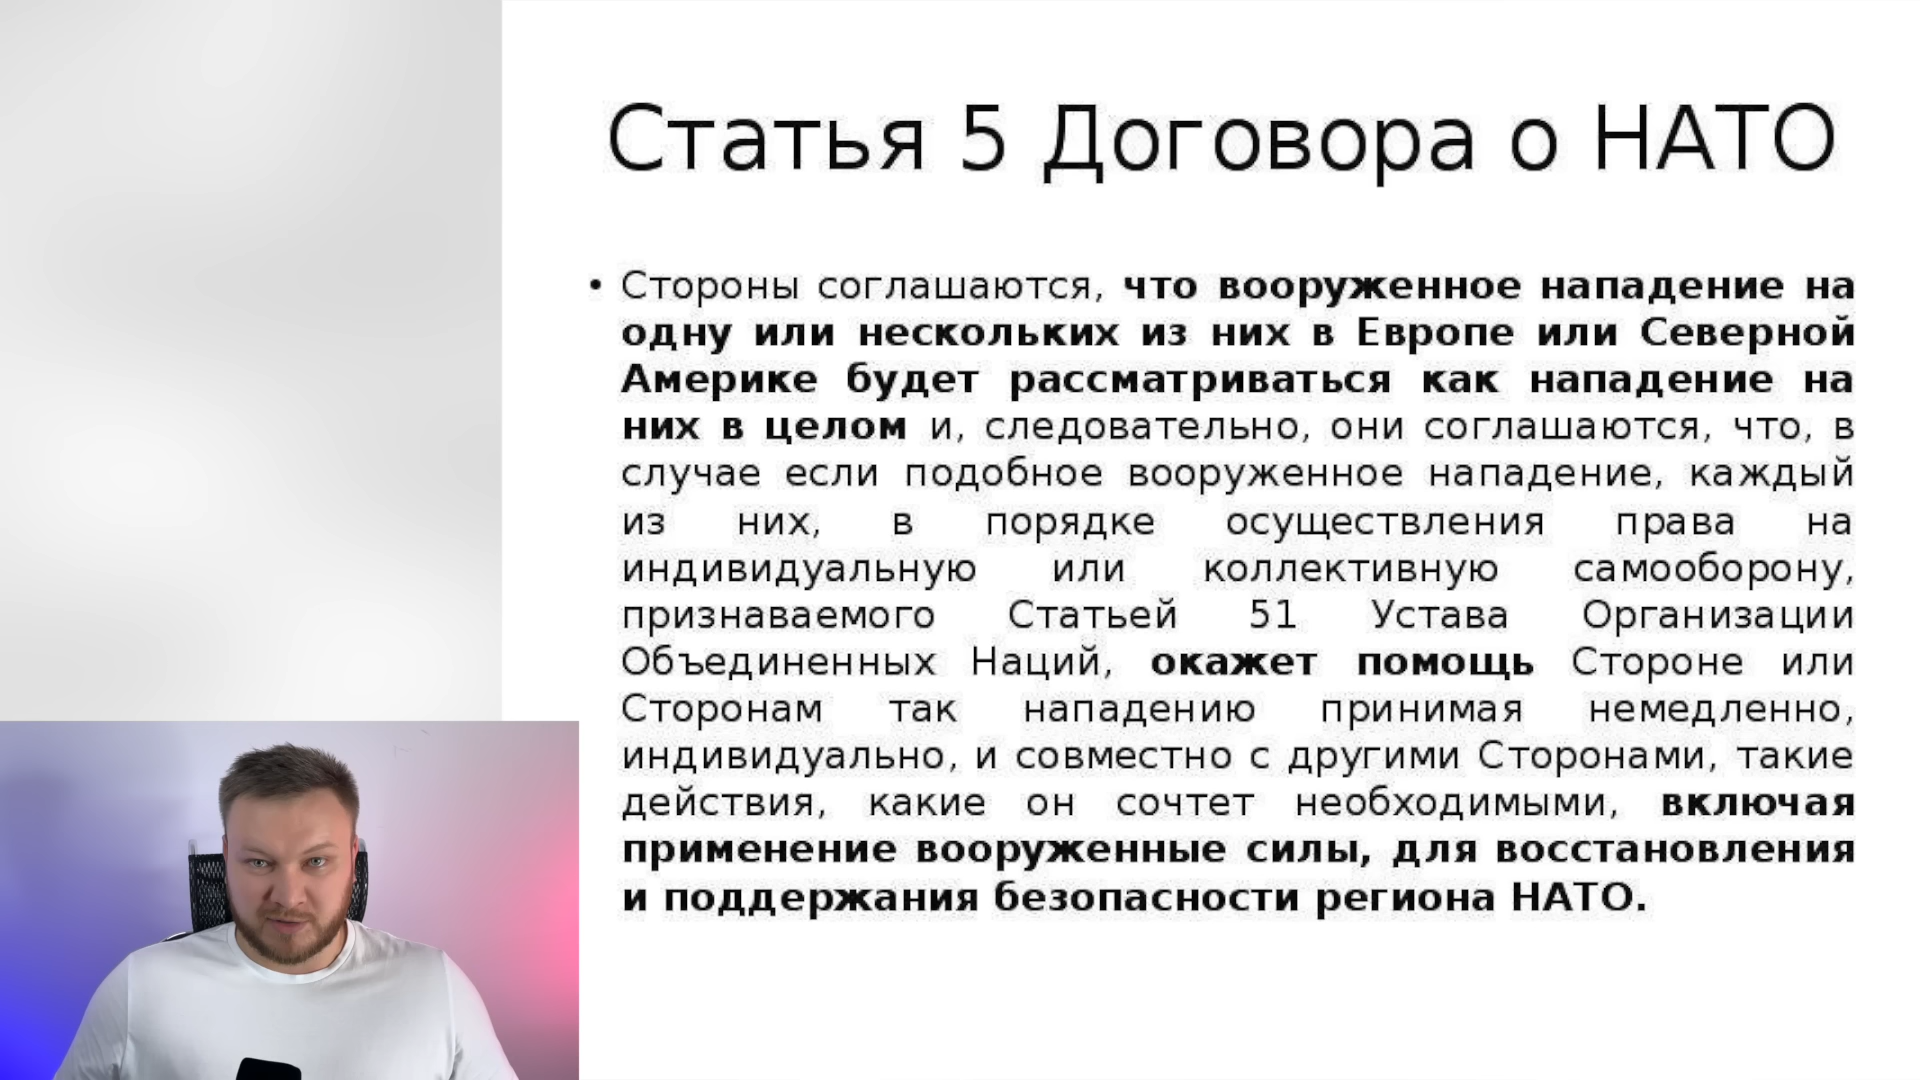 Статья 5 Договора о НАТО
• Стороны соглашаются, что вооруженное нападение на
одну или нескольких из них в Европе или Северной
Америке будет рассматриваться как нападение на
них в целом и, следовательно, они соглашаются, что, в
случае если подобное вооруженное нападение, каждый
из них, в порядке осуществления права на
индивидуальную или коллективную самооборону,
признаваемого Статьей 51 Устава Организации
Объединенных Наций, окажет помощь Стороне или
Сторонам так нападению принимая немедленно,
индивидуально, и совместно с другими Сторонами, такие
действия, какие он сочтет необходимыми, включая
применение вооруженные силы, для восстановления
и поддержания безопасности региона НАТО.